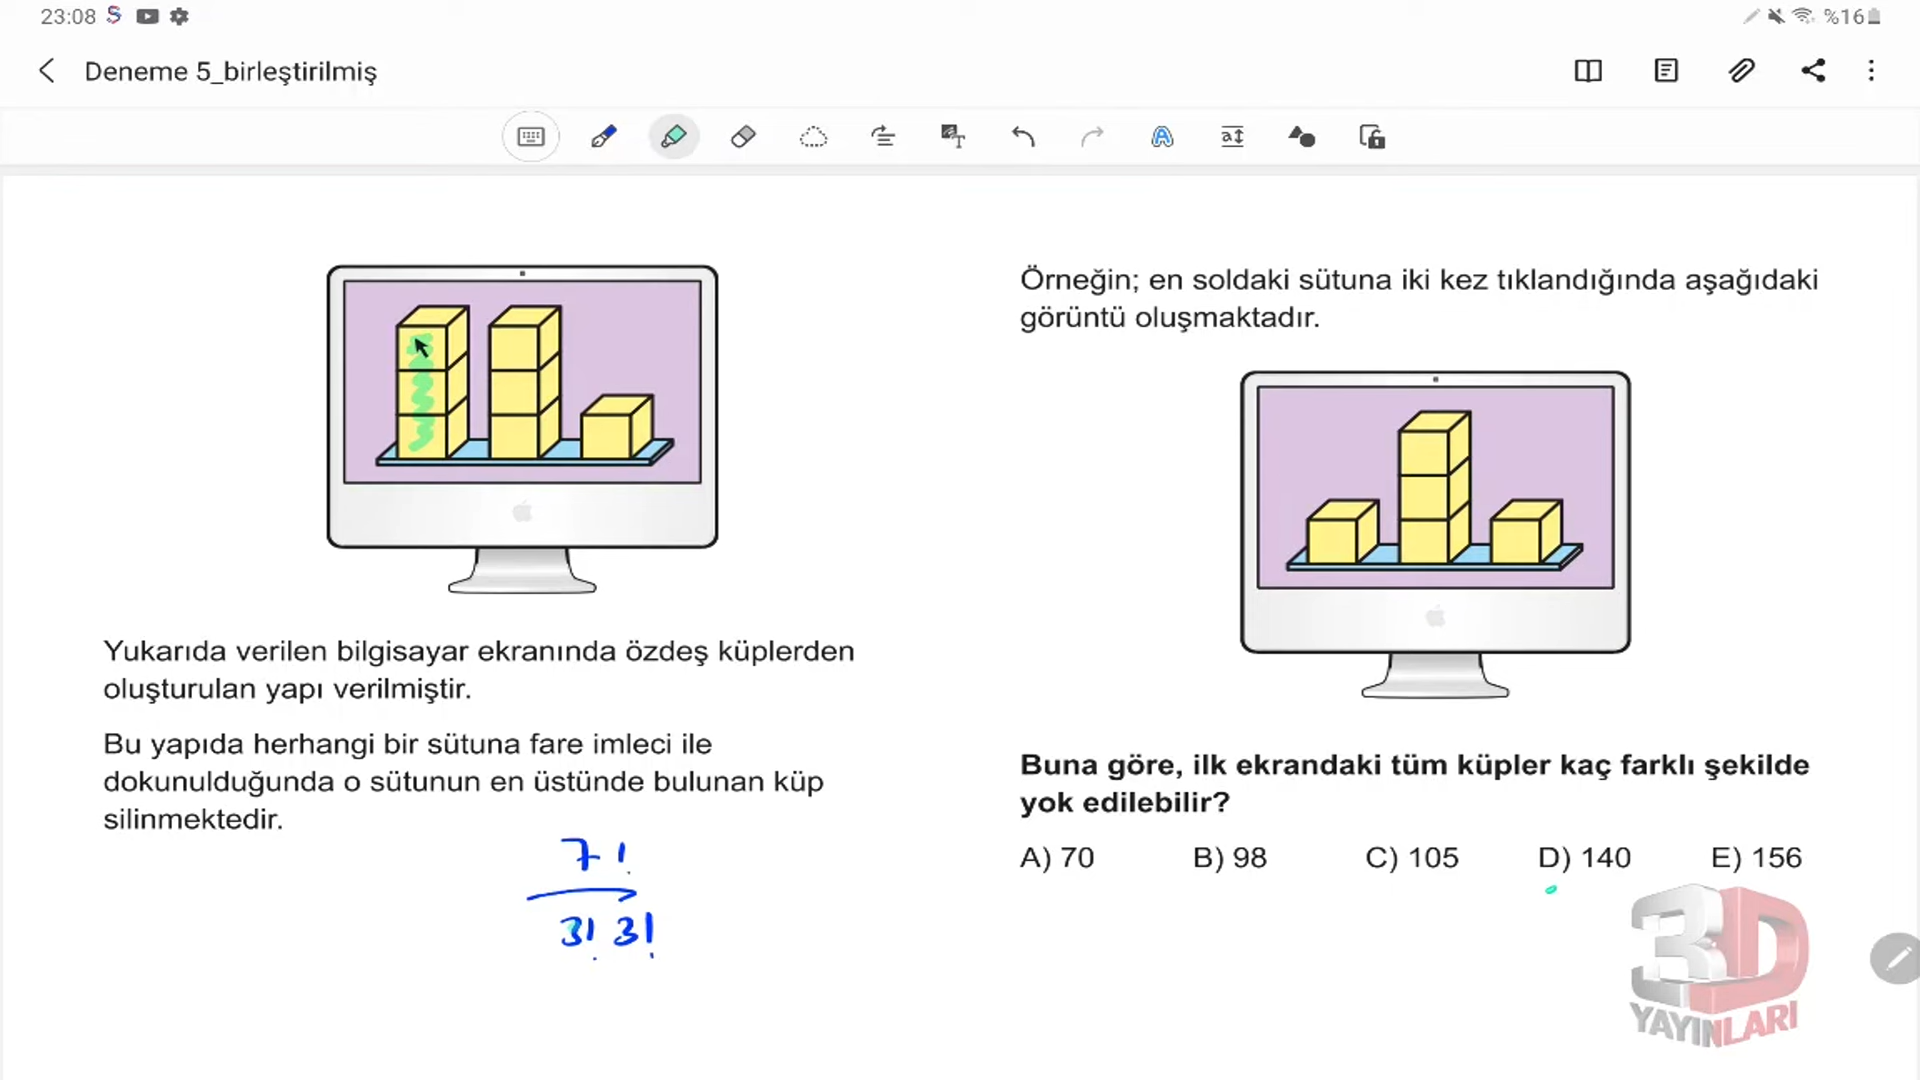 23:08
%16
Deneme 5_birleştirilmiş
Örneğin; en soldaki sütuna iki kez tıklandığında aşağıdaki
görüntü oluşmaktadır.
Yukarıda verilen bilgisayar ekranında özdeş küplerden
oluşturulan yapı verilmiştir.
Bu yapıda herhangi bir sütuna fare imleci ile
dokunulduğunda o sütunun en üstünde bulunan küp
silinmektedir.
7!
3! 3!
Buna göre, ilk ekrandaki tüm küpler kaç farklı şekilde
yok edilebilir?
A) 70 B) 98 C) 105 D) 140 E) 156
3D
YAYINLARI